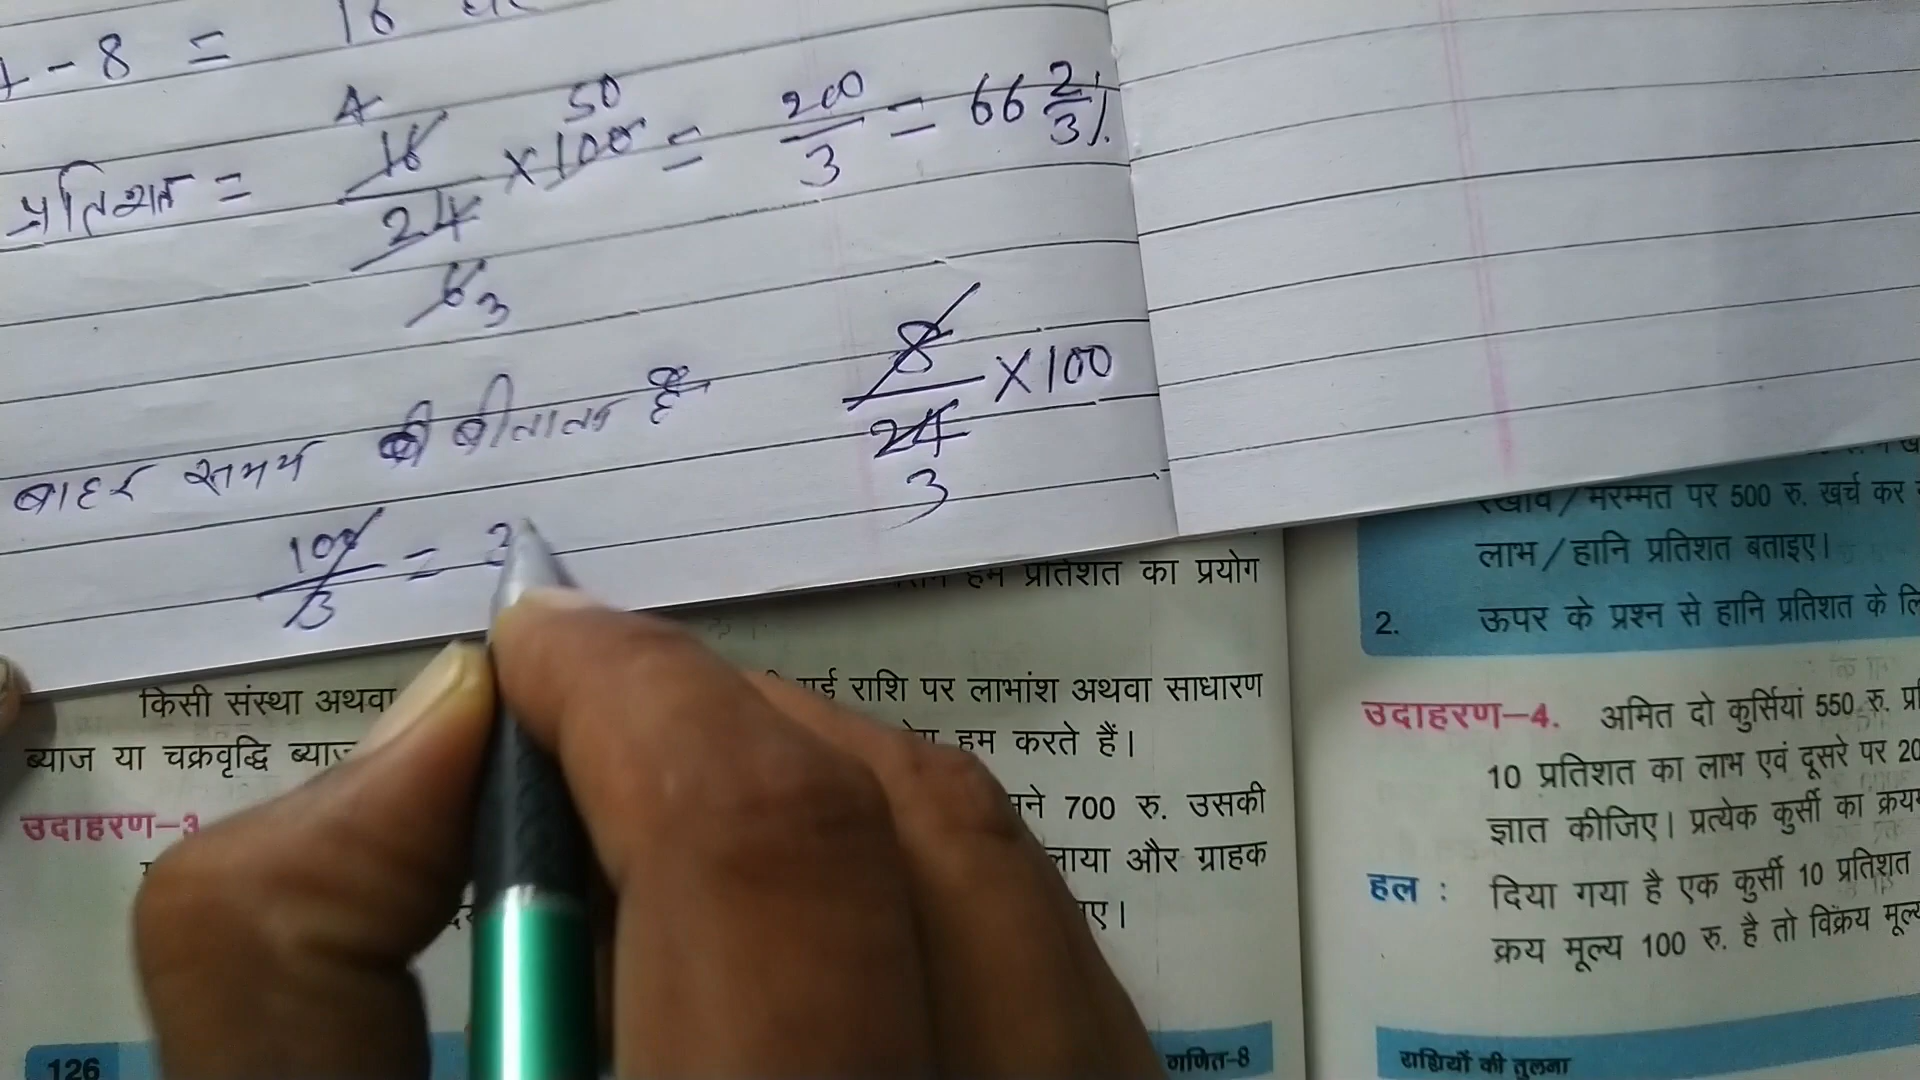 - 8 = 16
4 50
प्रतिशत = 16/24 × 100 = 200/3 = 66 2/3 %
6 3
बाहर समय की बीताता है 8/24 × 100
3
100/3 = 3
हम प्रतिशत का प्रयोग
किसी संस्था अथवा गई राशि पर लाभांश अथवा साधारण
ब्याज या चक्रवृद्धि ब्याज हम करते हैं।
उदाहरण–3 700 रु. उसकी
और ग्राहक
126
गणित-8
मरम्मत पर 500 रु. खर्च कर
लाभ/हानि प्रतिशत बताइए।
2. ऊपर के प्रश्न से हानि प्रतिशत के
उदाहरण–4. अमित दो कुर्सियां 550 रु.
10 प्रतिशत का लाभ एवं दूसरे पर 20
ज्ञात कीजिए। प्रत्येक कुर्सी का
हल : दिया गया है एक कुर्सी 10 प्रतिशत
क्रय मूल्य 100 रु. है तो विक्रय मूल्य
राशियों की तुलना